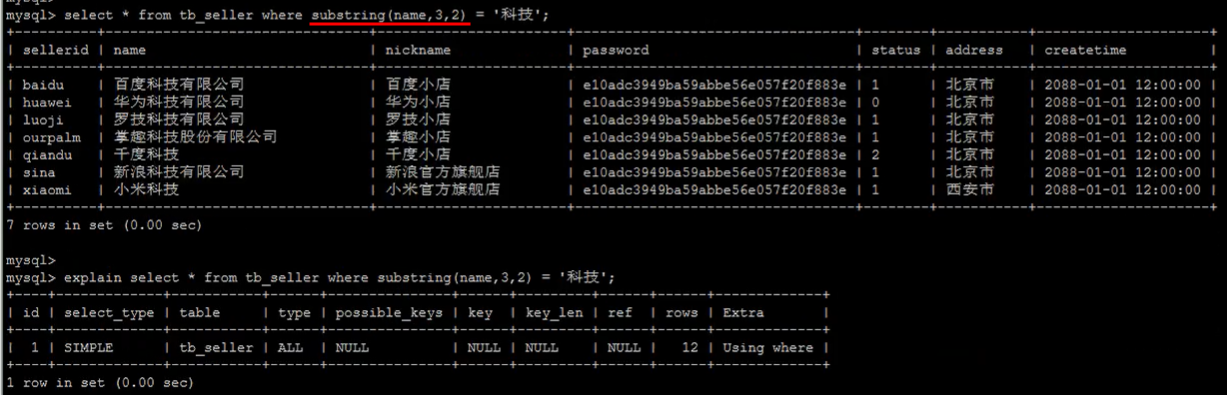 mysql> select * from tb_seller where substring(name,3,2) = '科技';
+----------+--------------------------------+--------------------+----------------------------------+--------+---------+---------------------+
| sellerid | name | nickname | password | status | address | createtime |
+----------+--------------------------------+--------------------+----------------------------------+--------+---------+---------------------+
| baidu | 百度科技有限公司 | 百度小店 | e10adc3949ba59abbe56e057f20f883e | 1 | 北京市 | 2088-01-01 12:00:00 |
| huawei | 华为科技有限公司 | 华为小店 | e10adc3949ba59abbe56e057f20f883e | 0 | 北京市 | 2088-01-01 12:00:00 |
| luoji | 罗技科技有限公司 | 罗技小店 | e10adc3949ba59abbe56e057f20f883e | 1 | 北京市 | 2088-01-01 12:00:00 |
| ourpalm | 掌趣科技股份有限公司 | 掌趣小店 | e10adc3949ba59abbe56e057f20f883e | 1 | 北京市 | 2088-01-01 12:00:00 |
| qiandu | 千度科技 | 千度小店 | e10adc3949ba59abbe56e057f20f883e | 2 | 北京市 | 2088-01-01 12:00:00 |
| sina | 新浪科技有限公司 | 新浪官方旗舰店 | e10adc3949ba59abbe56e057f20f883e | 1 | 北京市 | 2088-01-01 12:00:00 |
| xiaomi | 小米科技 | 小米官方旗舰店 | e10adc3949ba59abbe56e057f20f883e | 1 | 西安市 | 2088-01-01 12:00:00 |
+----------+--------------------------------+--------------------+----------------------------------+--------+---------+---------------------+
7 rows in set (0.00 sec)
mysql>
mysql> explain select * from tb_seller where substring(name,3,2) = '科技';
+----+-------------+-----------+------+---------------+------+---------+------+------+-------------+
| id | select_type | table | type | possible_keys | key | key_len | ref | rows | Extra |
+----+-------------+-----------+------+---------------+------+---------+------+------+-------------+
| 1 | SIMPLE | tb_seller | ALL | NULL | NULL | NULL | NULL | 12 | Using where |
+----+-------------+-----------+------+---------------+------+---------+------+------+-------------+
1 row in set (0.00 sec)